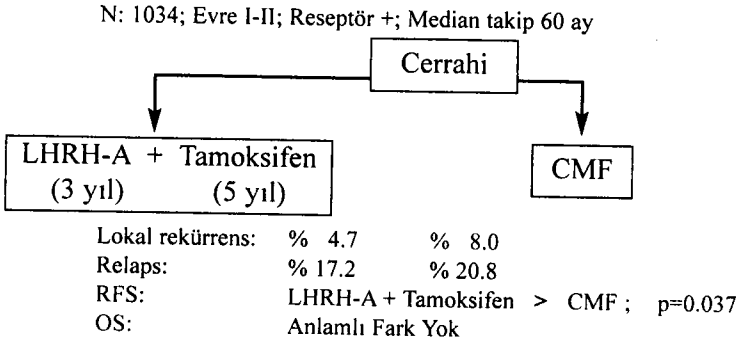 N: 1034; Evre I-II; Reseptör +; Median takip 60 ay
Cerrahi
LHRH-A + Tamoksifen
(3 yıl) (5 yıl)
CMF
Lokal rekürrens: % 4.7 % 8.0
Relaps: % 17.2 % 20.8
RFS: LHRH-A + Tamoksifen > CMF ; p=0.037
OS: Anlamlı Fark Yok